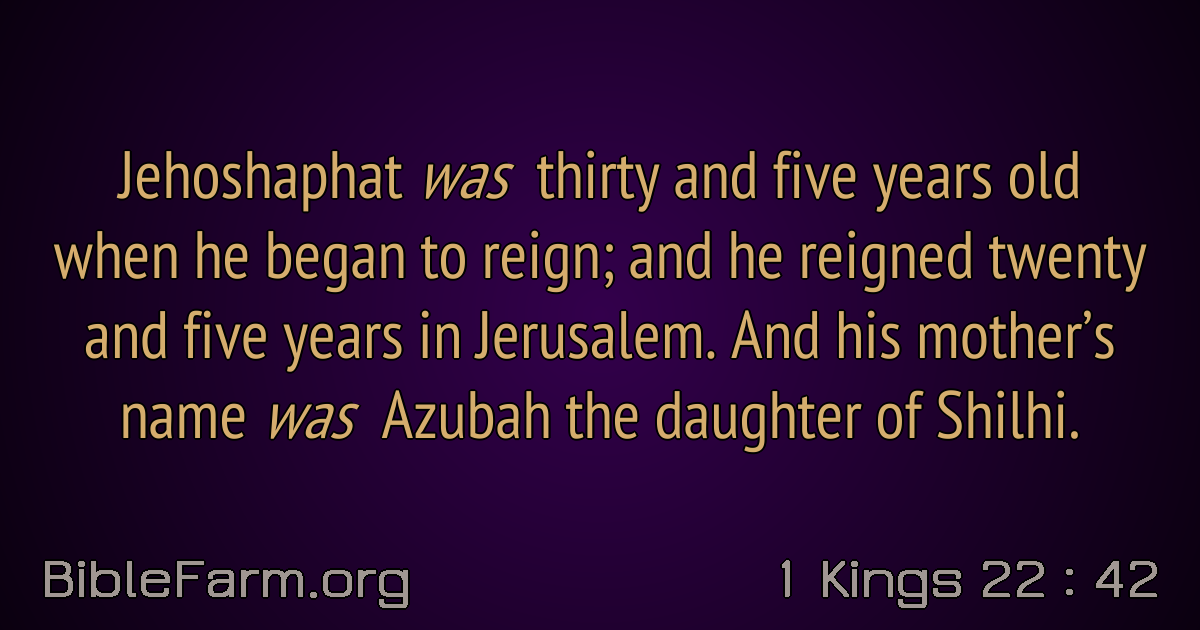 Jehoshaphat was thirty and five years old
when he began to reign; and he reigned twenty
and five years in Jerusalem. And his mother’s
name was Azubah the daughter of Shilhi.
BibleFarm.org
1 Kings 22 : 42